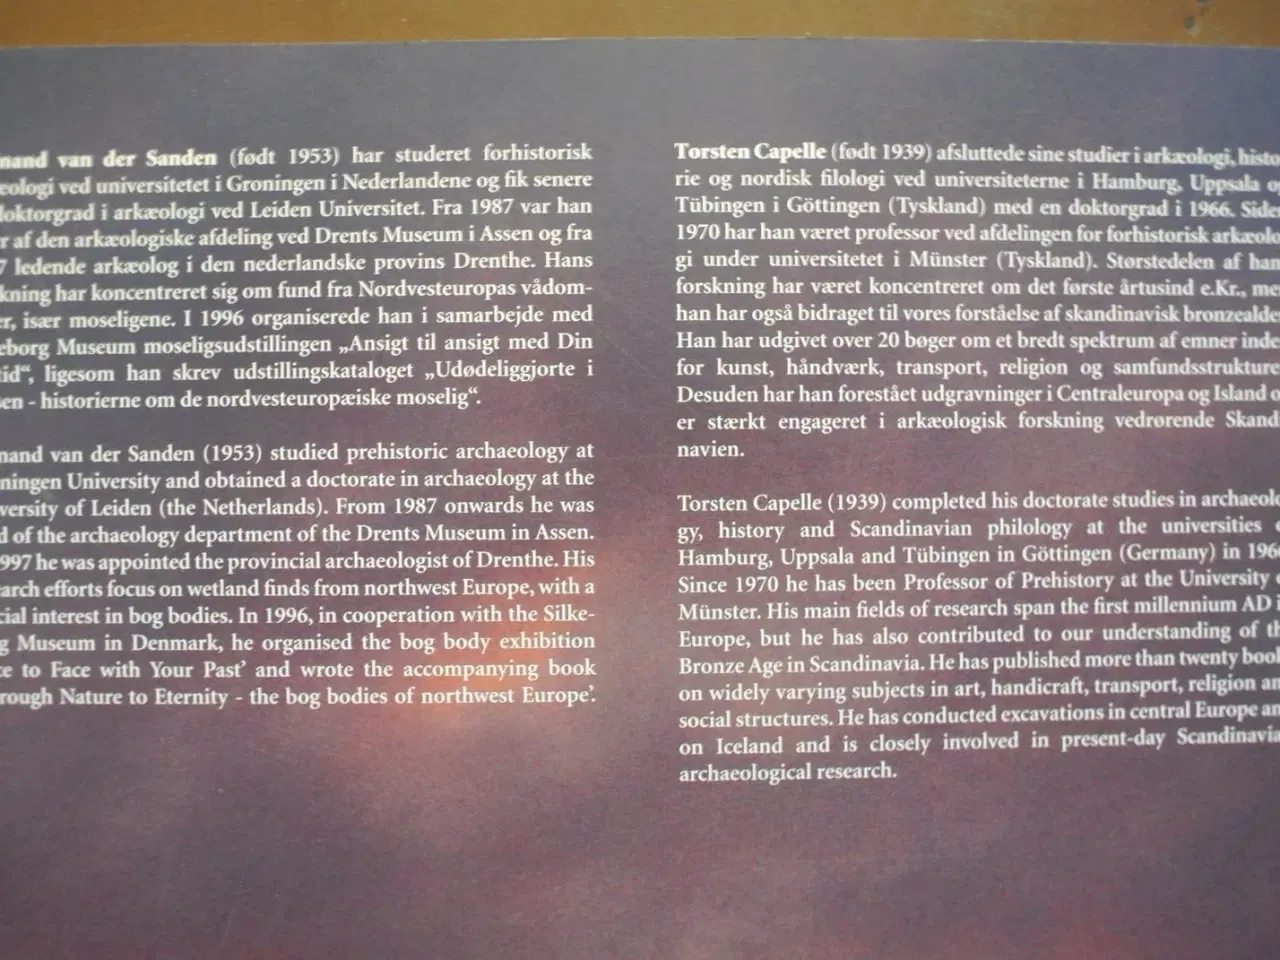 nand van der Sanden (født 1953) har studeret forhistorisk
eologi ved universitetet i Groningen i Nederlandene og fik senere
doktorgrad i arkæologi ved Leiden Universitet. Fra 1987 var han
r af den arkæologiske afdeling ved Drents Museum i Assen og fra
7 ledende arkæolog i den nederlandske provins Drenthe. Hans
kning har koncentreret sig om fund fra Nordvesteuropas vådom-
er, især moseligene. I 1996 organiserede han i samarbejde med
eborg Museum moseligsudstillingen „Ansigt til ansigt med Din
tid“, ligesom han skrev udstillingskataloget „Udødeliggjorte i
sen - historierne om de nordvesteuropæiske moselig“.
nand van der Sanden (1953) studied prehistoric archaeology at
ningen University and obtained a doctorate in archaeology at the
versity of Leiden (the Netherlands). From 1987 onwards he was
d of the archaeology department of the Drents Museum in Assen.
997 he was appointed the provincial archaeologist of Drenthe. His
arch efforts focus on wetland finds from northwest Europe, with a
cial interest in bog bodies. In 1996, in cooperation with the Silke-
g Museum in Denmark, he organised the bog body exhibition
ce to Face with Your Past' and wrote the accompanying book
rough Nature to Eternity - the bog bodies of northwest Europe'.
Torsten Capelle (født 1939) afsluttede sine studier i arkæologi, histo
rie og nordisk filologi ved universiteterne i Hamburg, Uppsala o
Tübingen i Göttingen (Tyskland) med en doktorgrad i 1966. Side
1970 har han været professor ved afdelingen for forhistorisk arkæolo
gi under universitetet i Münster (Tyskland). Størstedelen af han
forskning har været koncentreret om det første årtusind e.Kr., me
han har også bidraget til vores forståelse af skandinavisk bronzealde
Han har udgivet over 20 bøger om et bredt spektrum af emner inde
for kunst, håndværk, transport, religion og samfundsstrukture
Desuden har han forestået udgravninger i Centraleuropa og Island o
er stærkt engageret i arkæologisk forskning vedrørende Skand
navien.
Torsten Capelle (1939) completed his doctorate studies in archaeolo
gy, history and Scandinavian philology at the universities
Hamburg, Uppsala and Tübingen in Göttingen (Germany) in 196
Since 1970 he has been Professor of Prehistory at the University
Münster. His main fields of research span the first millennium AD i
Europe, but he has also contributed to our understanding of th
Bronze Age in Scandinavia. He has published more than twenty book
on widely varying subjects in art, handicraft, transport, religion an
social structures. He has conducted excavations in central Europe an
on Iceland and is closely involved in present-day Scandinavia
archaeological research.